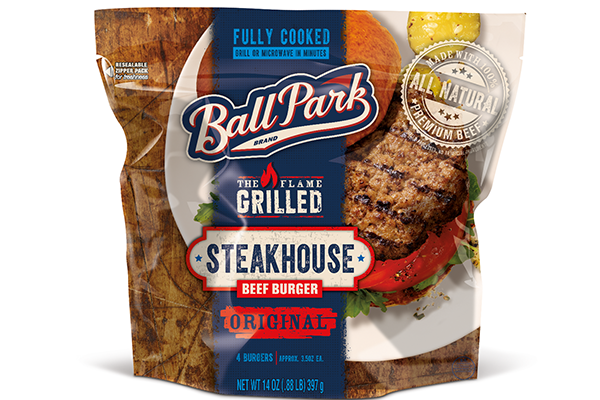 FULLY COOKED
GRILL OR MICROWAVE IN MINUTES
RESEALABLE
ZIPPER PACK
for freshness
MADE WITH 100%
ALL NATURAL
PREMIUM BEEF
Ball Park
BRAND
THE FLAME
GRILLED
STEAKHOUSE
BEEF BURGER
ORIGINAL
4 BURGERS | APPROX. 3.5OZ EA.
NET WT 14 OZ (.88 LB) 397 g